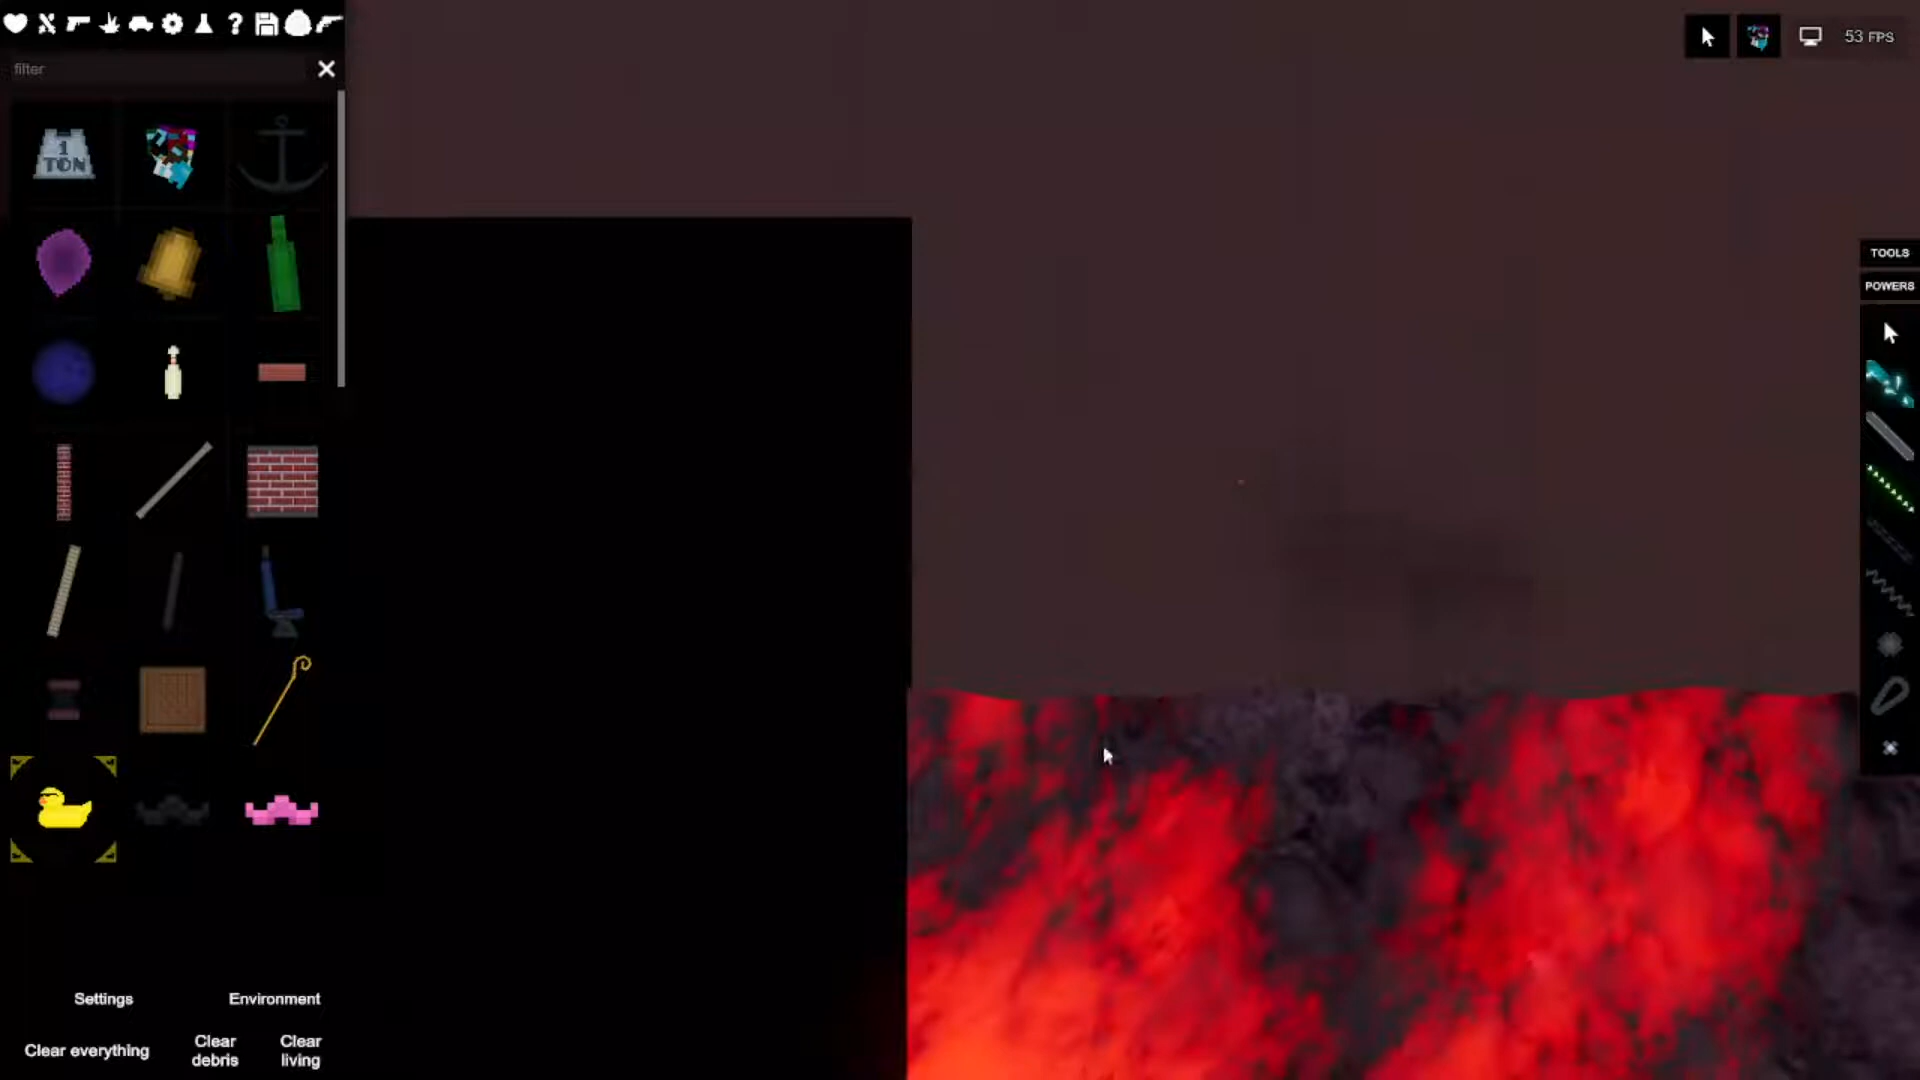 filter
53 FPS
1
TON
TOOLS
POWERS
Settings
Environment
Clear everything
Clear
debris
Clear
living